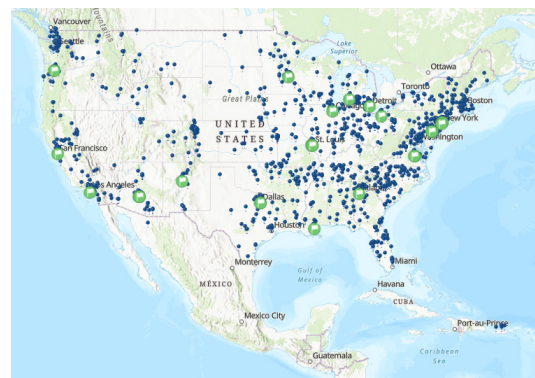 Vancouver
Seattle
Mountains
Lake
Superior
Ottawa
Toronto
Great Plains
Detroit
Boston
New York
UNITED
STATES
St. Louis
Washington
San Francisco
Los Angeles
Dallas
Houston
Monterrey
Miami
Gulf of
Mexico
Havana
MÉXICO
CUBA
Mexico City
Port-au-Prince
Caribbean
Sea
Guatemala